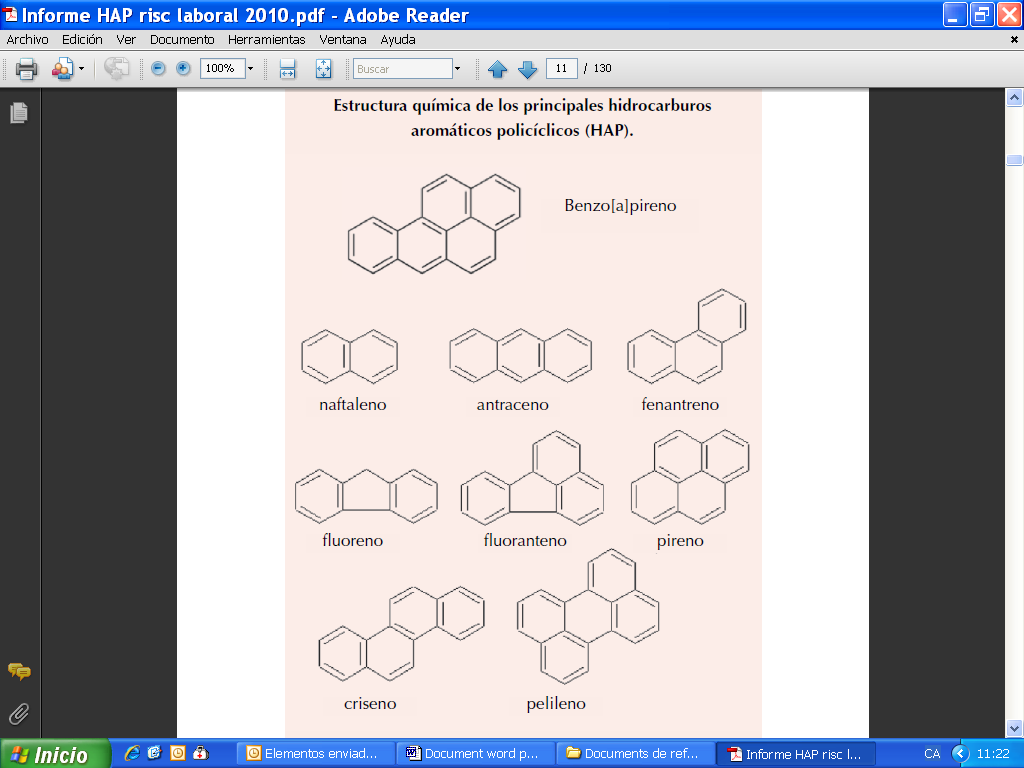 Informe HAP risc laboral 2010.pdf - Adobe Reader
Archivo Edición Ver Documento Herramientas Ventana Ayuda
100% Buscar 11 / 130
Estructura química de los principales hidrocarburos
aromáticos policíclicos (HAP).
Benzo[a]pireno
naftaleno antraceno fenantreno
fluoreno fluoranteno pireno
criseno pelileno
Inicio Elementos enviad... Document word p... Documents de ref... Informe HAP risc l... CA 11:22